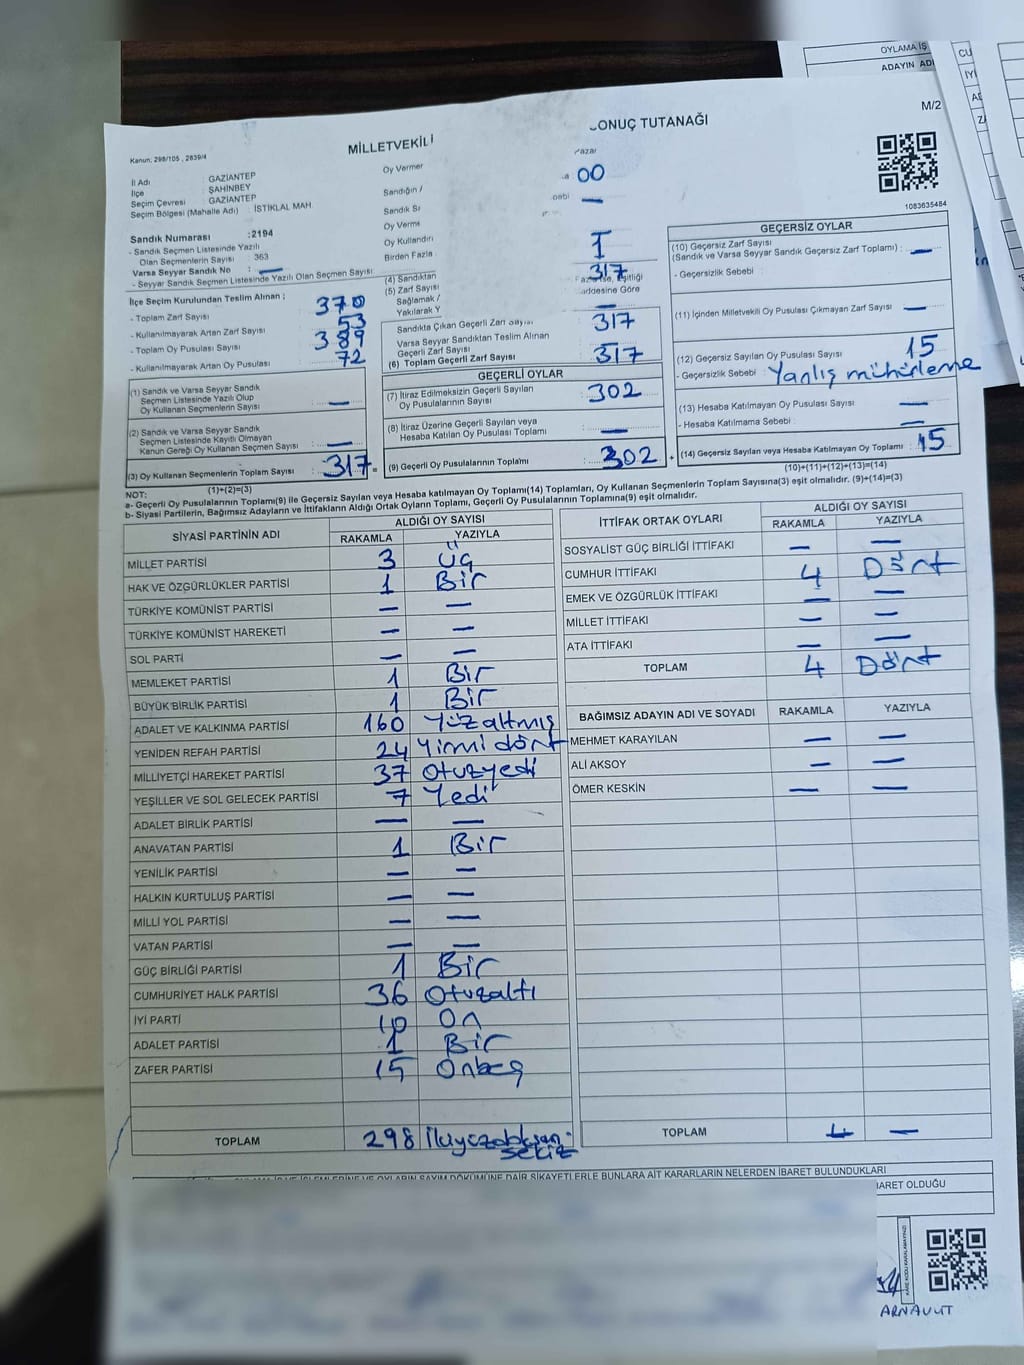 OYLAMA İŞ
ADAYIN ADI
M/2
MİLLETVEKİLİ
ONUÇ TUTANAĞI
Kanun: 298/105 , 2839/4
1083635484
İl Adı : GAZİANTEP
İlçe : ŞAHİNBEY
Seçim Çevresi : GAZİANTEP
Seçim Bölgesi (Mahalle Adı) : İSTİKLAL MAH.
Sandık Numarası :2194
- Sandık Seçmen Listesinde Yazılı
Olan Seçmenlerin Sayısı : 363
Varsa Seyyar Sandık No : —
- Seyyar Sandık Seçmen Listesinde Yazılı Olan Seçmen Sayısı
İlçe Seçim Kurulundan Teslim Alınan ;
- Toplam Zarf Sayısı : 370
- Kullanılmayarak Artan Zarf Sayısı : 53
- Toplam Oy Pusulası Sayısı : 389
- Kullanılmayarak Artan Oy Pusulası : 72
(1) Sandık ve Varsa Seyyar Sandık
Seçmen Listesinde Yazılı Olup
Oy Kullanan Seçmenlerin Sayısı : —
(2) Sandık ve Varsa Seyyar Sandık
Seçmen Listesinde Kayıtlı Olmayan
Kanun Gereği Oy Kullanan Seçmen Sayısı : —
(3) Oy Kullanan Seçmenlerin Toplam Sayısı : 317
(1)+(2)=(3)
Oy Vermer
Pazar
00
Sandığın /
—
Sandık Sı
Oy Verme
Oy Kullandırı
Birden Fazla
(4) Sandıktan
317
(5) Zarf Sayısı
Sağlamak /
Yakılarak Y
—
Sandıkta Çıkan Geçerli Zarf Sayısı : 317
Varsa Seyyar Sandıktan Teslim Alınan
Geçerli Zarf Sayısı
(6) Toplam Geçerli Zarf Sayısı : 317
GEÇERLİ OYLAR
(7) İtiraz Edilmeksizin Geçerli Sayılan
Oy Pusulalarının Sayısı : 302
(8) İtiraz Üzerine Geçerli Sayılan veya
Hesaba Katılan Oy Pusulası Toplamı : —
(9) Geçerli Oy Pusulalarının Toplamı : 302
GEÇERSİZ OYLAR
(10) Geçersiz Zarf Sayısı
(Sandık ve Varsa Seyyar Sandık Geçersiz Zarf Toplamı) : —
- Geçersizlik Sebebi :
(11) İçinden Milletvekili Oy Pusulası Çıkmayan Zarf Sayısı : —
(12) Geçersiz Sayılan Oy Pusulası Sayısı : 15
- Geçersizlik Sebebi : Yanlış mühürleme
(13) Hesaba Katılmayan Oy Pusulası Sayısı : —
- Hesaba Katılmama Sebebi : —
(14) Geçersiz Sayılan veya Hesaba Katılmayan Oy Toplamı : 15
(10)+(11)+(12)+(13)=(14)
NOT:
a- Geçerli Oy Pusulalarının Toplamı(9) ile Geçersiz Sayılan veya Hesaba katılmayan Oy Toplamı(14) Toplamları, Oy Kullanan Seçmenlerin Toplam Sayısına(3) eşit olmalıdır. (9)+(14)=(3)
b- Siyasi Partilerin, Bağımsız Adayların ve İttifakların Aldığı Ortak Oyların Toplamı, Geçerli Oy Pusulalarının Toplamına(9) eşit olmalıdır.
SİYASİ PARTİNİN ADI
ALDIĞI OY SAYISI
RAKAMLA YAZIYLA
MİLLET PARTİSİ 3 Üç
HAK VE ÖZGÜRLÜKLER PARTİSİ 1 Bir
TÜRKİYE KOMÜNİST PARTİSİ — —
TÜRKİYE KOMÜNİST HAREKETİ — —
SOL PARTİ — —
MEMLEKET PARTİSİ 1 Bir
BÜYÜK BİRLİK PARTİSİ 1 Bir
ADALET VE KALKINMA PARTİSİ 160 Yüzaltmış
YENİDEN REFAH PARTİSİ 24 Yirmidört
MİLLİYETÇİ HAREKET PARTİSİ 37 Otuzyedi
YEŞİLLER VE SOL GELECEK PARTİSİ 7 Yedi
ADALET BİRLİK PARTİSİ — —
ANAVATAN PARTİSİ 1 Bir
YENİLİK PARTİSİ — —
HALKIN KURTULUŞ PARTİSİ — —
MİLLİ YOL PARTİSİ — —
VATAN PARTİSİ — —
GÜÇ BİRLİĞİ PARTİSİ 1 Bir
CUMHURİYET HALK PARTİSİ 36 Otuzaltı
İYİ PARTİ 10 On
ADALET PARTİSİ 1 Bir
ZAFER PARTİSİ 15 Onbeş
TOPLAM 298
İTTİFAK ORTAK OYLARI
ALDIĞI OY SAYISI
RAKAMLA YAZIYLA
SOSYALİST GÜÇ BİRLİĞİ İTTİFAKI — —
CUMHUR İTTİFAKI 4 Dört
EMEK VE ÖZGÜRLÜK İTTİFAKI — —
MİLLET İTTİFAKI — —
ATA İTTİFAKI — —
TOPLAM 4 Dört
BAĞIMSIZ ADAYIN ADI VE SOYADI RAKAMLA YAZIYLA
MEHMET KARAYILAN — —
ALİ AKSOY — —
ÖMER KESKİN — —
TOPLAM — —
OYLARIN SAYIM DÖKÜMÜNE DAİR ŞİKAYETLERLE BUNLARA AİT KARARLARIN NELERDEN İBARET BULUNDUKLARI
İBARET OLDUĞU
ARNAVUT